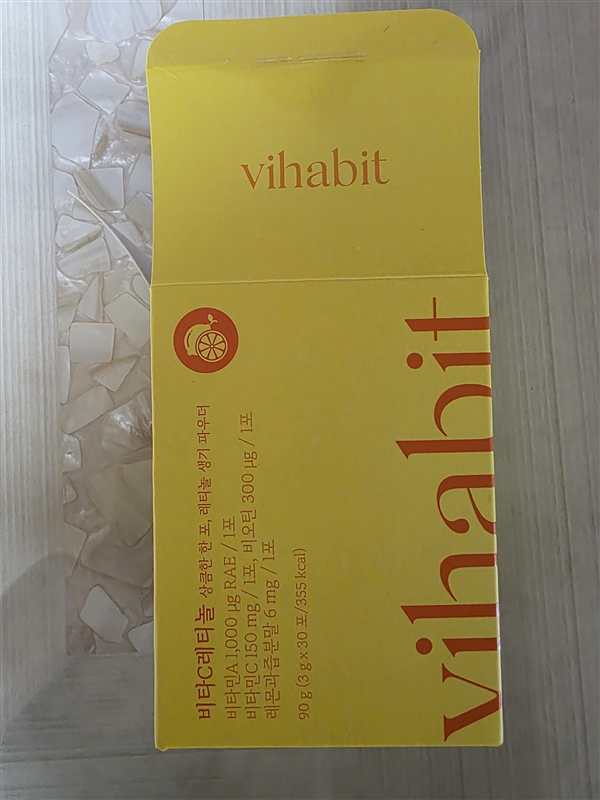 vihabit
비타C레티놀 상큼한 한 포, 레티놀 생기 파우더
비타민A 1,000 μg RAE / 1포
비타민C 150 mg / 1포, 비오틴 300 μg / 1포
레몬과즙분말 6 mg / 1포
90 g (3 g x 30 포/355 kcal)
vihabit